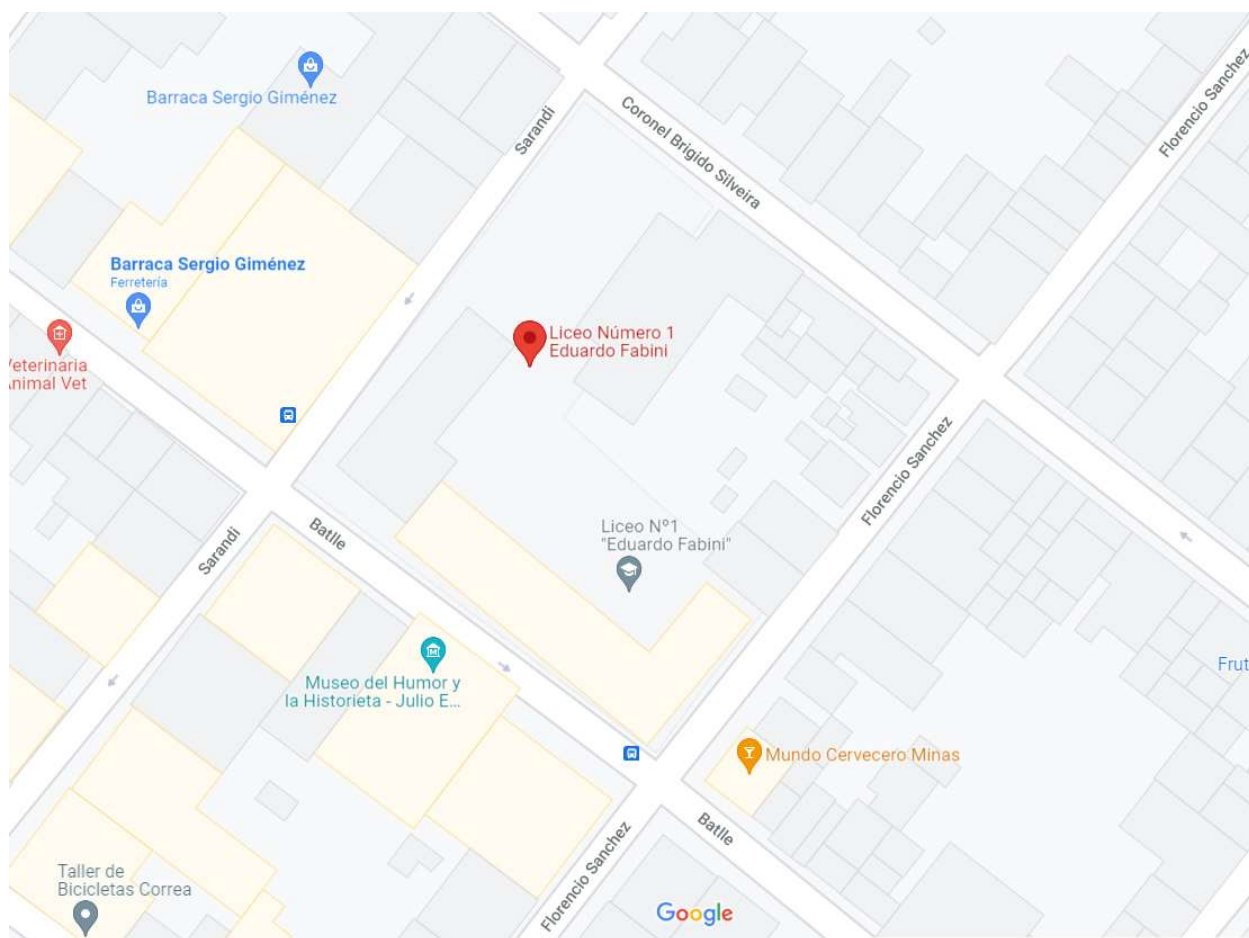 Barraca Sergio Giménez
Sarandi
Coronel Brigido Silveira
Florencio Sanchez
Barraca Sergio Giménez
Ferretería
Liceo Número 1
Eduardo Fabini
Veterinaria
Animal Vet
Florencio Sanchez
Sarandi
Batlle
Liceo Nº1
"Eduardo Fabini"
Museo del Humor y
la Historieta - Julio E...
Frut
Mundo Cervecero Minas
Batlle
Florencio Sanchez
Taller de
Bicicletas Correa
Google